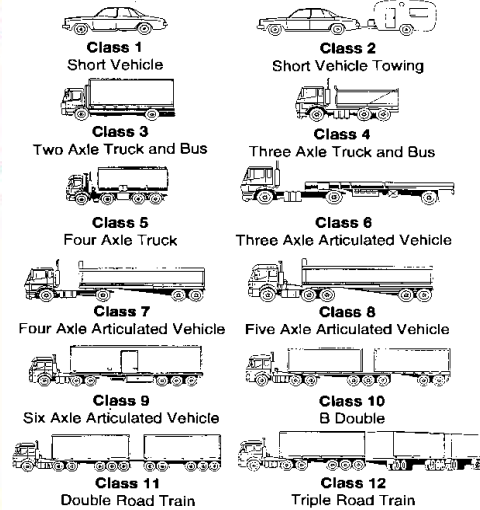 Class 1
Short Vehicle
Class 2
Short Vehicle Towing
Class 3
Two Axle Truck and Bus
Class 4
Three Axle Truck and Bus
Class 5
Four Axle Truck
Class 6
Three Axle Articulated Vehicle
Class 7
Four Axle Articulated Vehicle
Class 8
Five Axle Articulated Vehicle
Class 9
Six Axle Articulated Vehicle
Class 10
B Double
Class 11
Double Road Train
Class 12
Triple Road Train